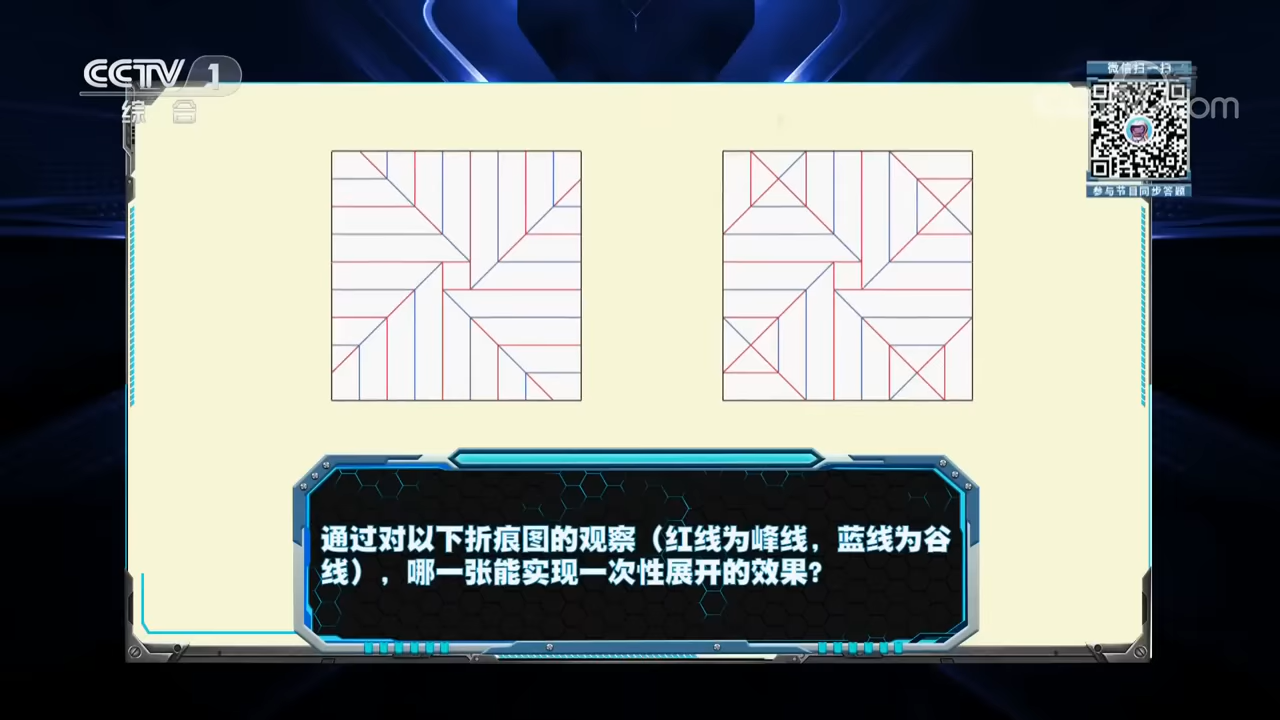 CCTV 1
综合
微信扫一扫
com
参与节目同步答题
通过对以下折痕图的观察（红线为峰线，蓝线为谷
线），哪一张能实现一次性展开的效果？